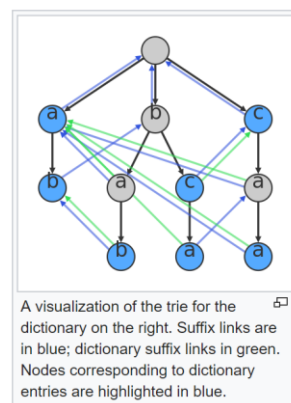 a b c
b a c a
b a a
A visualization of the trie for the
dictionary on the right. Suffix links are
in blue; dictionary suffix links in green.
Nodes corresponding to dictionary
entries are highlighted in blue.